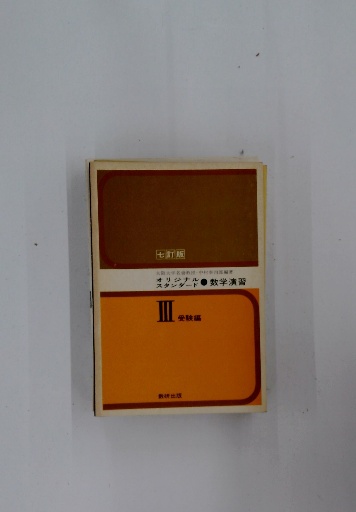 七訂版
オリジナル
スタンダード●数学演習
III 受験編
数研出版